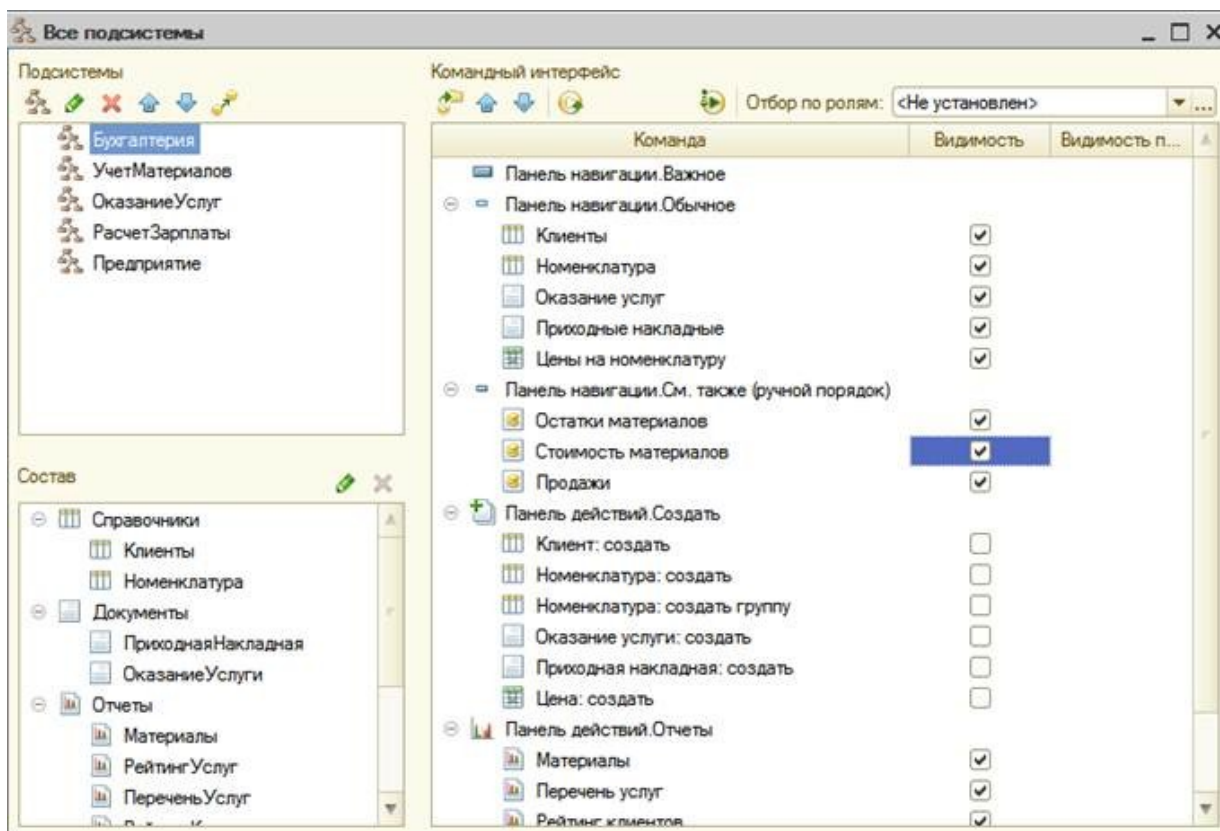 Все подсистемы
Подсистемы
Бухгалтерия
УчетМатериалов
ОказаниеУслуг
РасчетЗарплаты
Предприятие
Состав
Справочники
Клиенты
Номенклатура
Документы
ПриходнаяНакладная
ОказаниеУслуги
Отчеты
Материалы
РейтингУслуг
ПереченьУслуг
Командный интерфейс
Отбор по ролям: <Не установлен>
Команда Видимость Видимость п...
Панель навигации.Важное
Панель навигации.Обычное
Клиенты
Номенклатура
Оказание услуг
Приходные накладные
Цены на номенклатуру
Панель навигации.См. также (ручной порядок)
Остатки материалов
Стоимость материалов
Продажи
Панель действий.Создать
Клиент: создать
Номенклатура: создать
Номенклатура: создать группу
Оказание услуги: создать
Приходная накладная: создать
Цена: создать
Панель действий.Отчеты
Материалы
Перечень услуг
Рейтинг клиентов